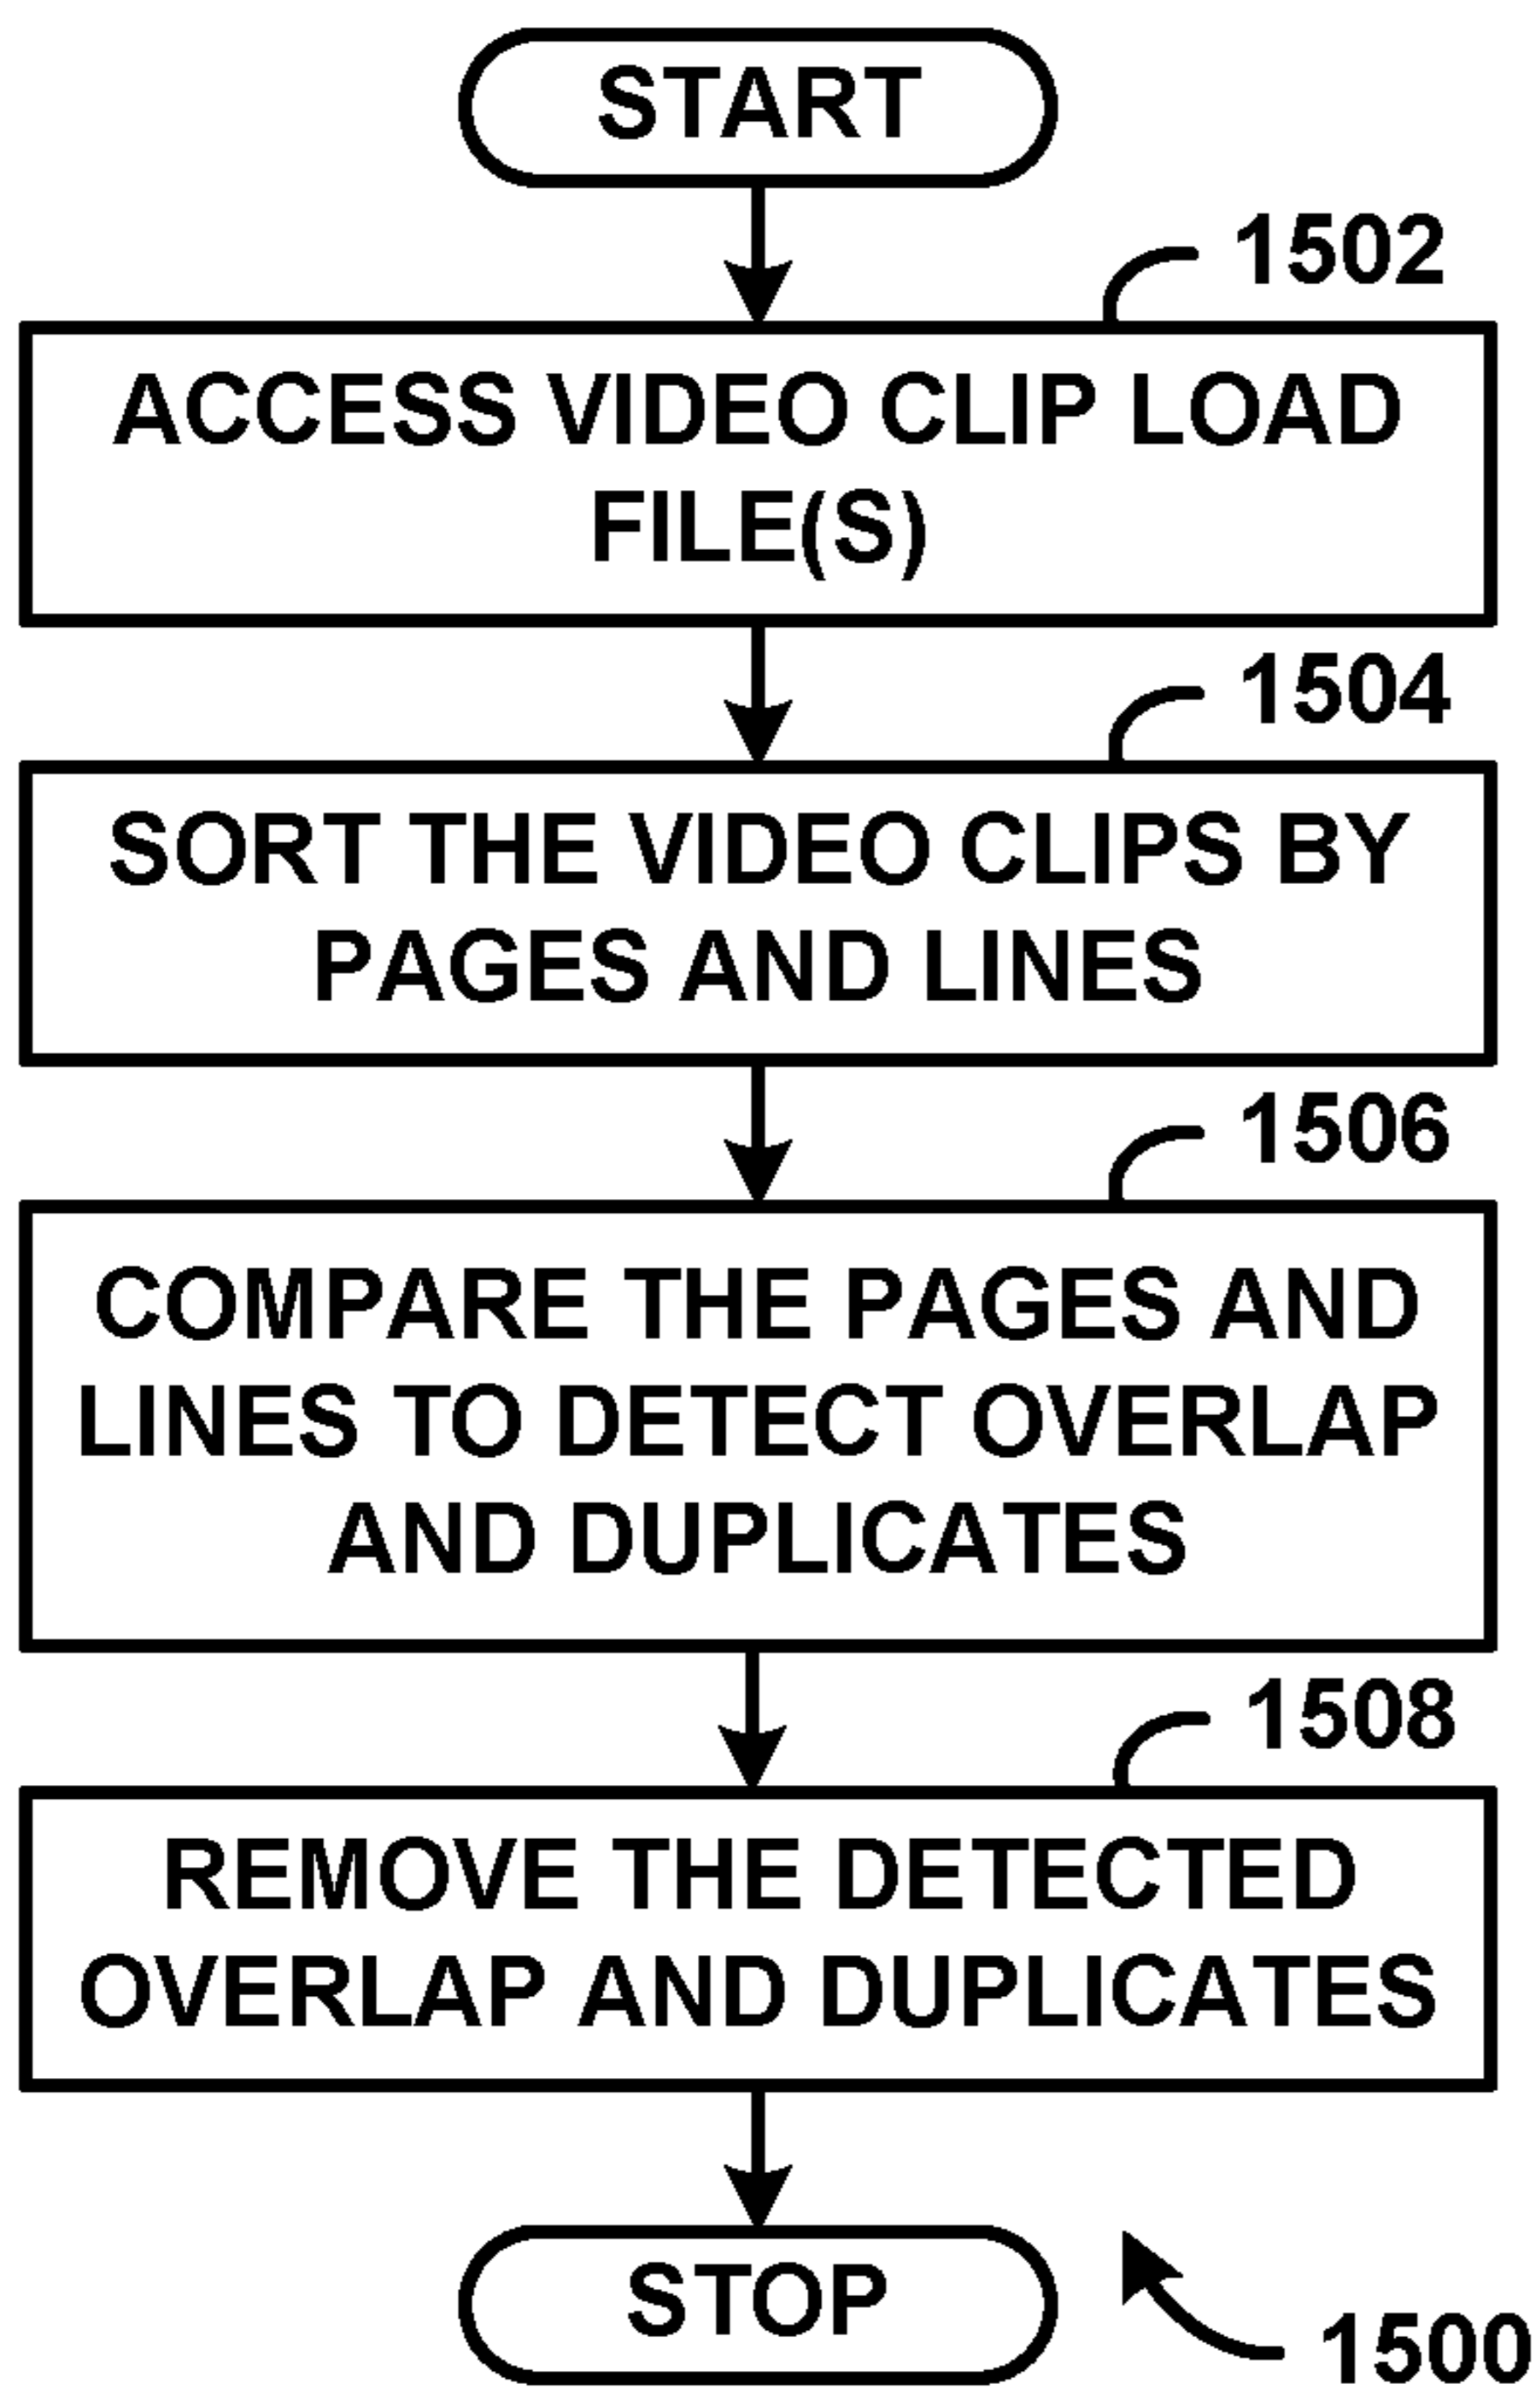 START
1502
ACCESS VIDEO CLIP LOAD
FILE(S)
1504
SORT THE VIDEO CLIPS BY
PAGES AND LINES
1506
COMPARE THE PAGES AND
LINES TO DETECT OVERLAP
AND DUPLICATES
1508
REMOVE THE DETECTED
OVERLAP AND DUPLICATES
STOP
1500